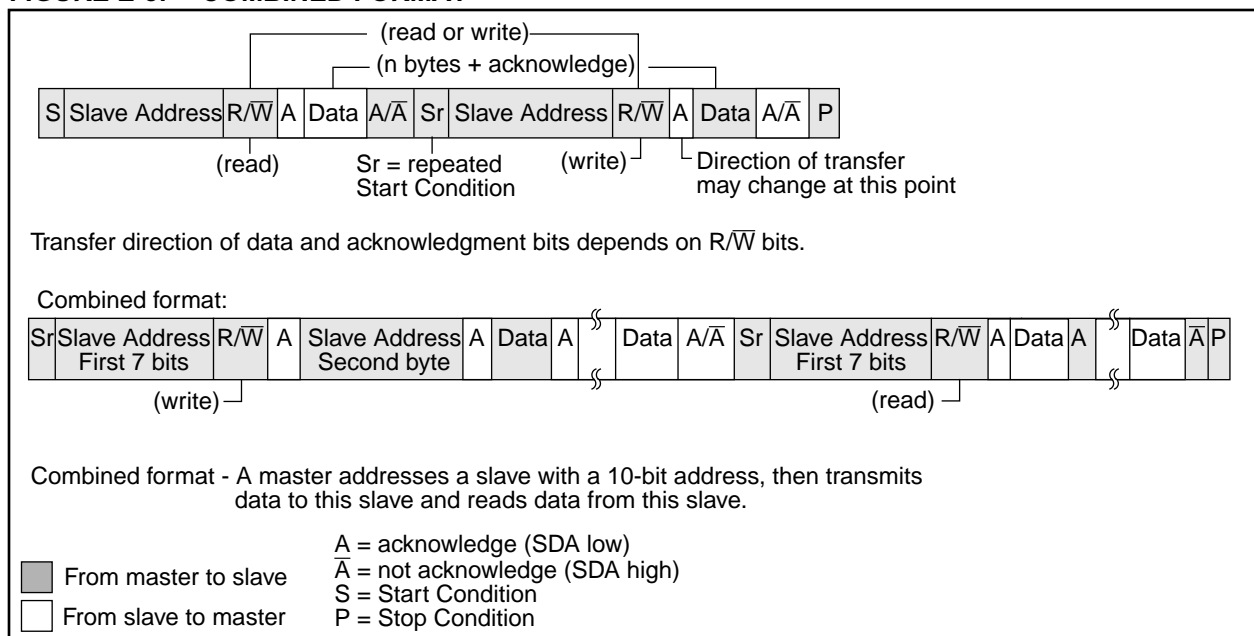 (read or write)
(n bytes + acknowledge)
S Slave Address R/W̅ A Data A/A̅ Sr Slave Address R/W̅ A Data A/A̅ P
(read) Sr = repeated Start Condition (write) Direction of transfer may change at this point
Transfer direction of data and acknowledgment bits depends on R/W̅ bits.
Combined format:
Sr Slave Address First 7 bits R/W̅ A Slave Address Second byte A Data A Data A/A̅ Sr Slave Address First 7 bits R/W̅ A Data A Data A̅ P
(write) (read)
Combined format - A master addresses a slave with a 10-bit address, then transmits
data to this slave and reads data from this slave.
A = acknowledge (SDA low)
A̅ = not acknowledge (SDA high)
S = Start Condition
P = Stop Condition
From master to slave
From slave to master